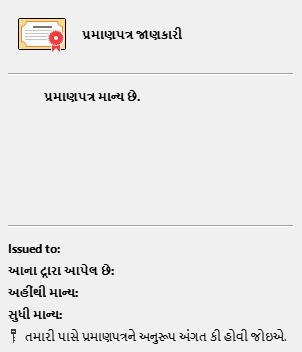 પ્રમાણપત્ર જાણકારી
પ્રમાણપત્ર માન્ય છે.
Issued to:
આના દ્વારા આપેલ છે:
અહીંથી માન્ય:
સુધી માન્ય:
તમારી પાસે પ્રમાણપત્રને અનુરૂપ અંગત કી હોવી જોઇએ.